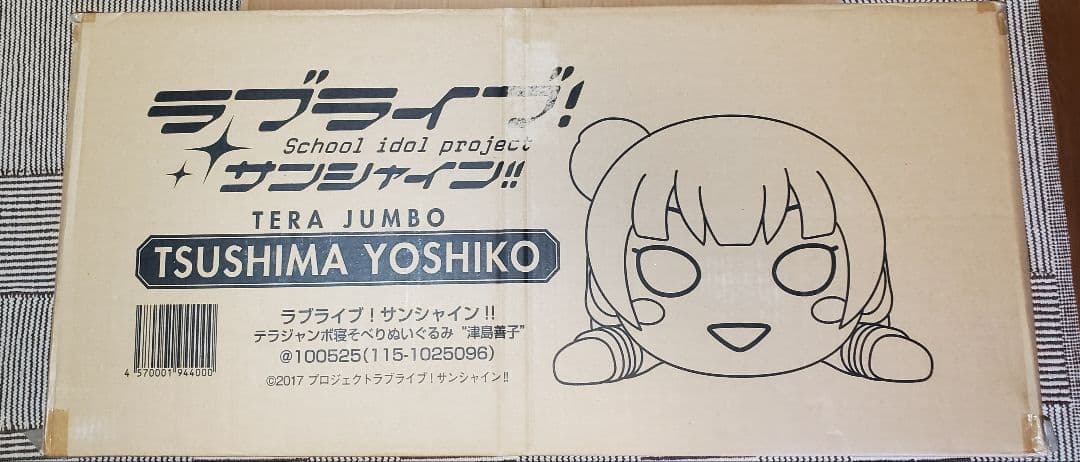 ラブライブ!
School idol project
サンシャイン!!
TERA JUMBO
TSUSHIMA YOSHIKO
ラブライブ!サンシャイン!!
テラジャンボ寝そべりぬいぐるみ “津島善子”
@100525(115-1025096)
©2017 プロジェクトラブライブ!サンシャイン!!
4 570001 944000